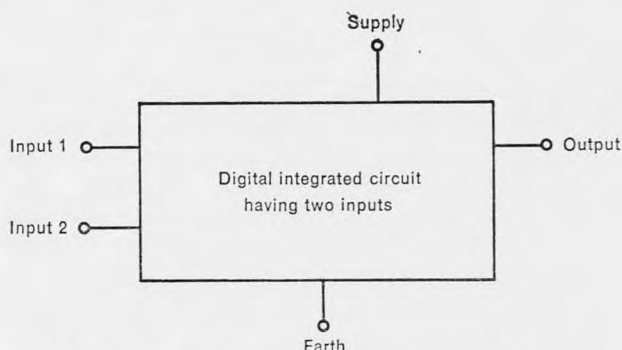 Supply
Input 1
Output
Digital integrated circuit
having two inputs
Input 2
Earth